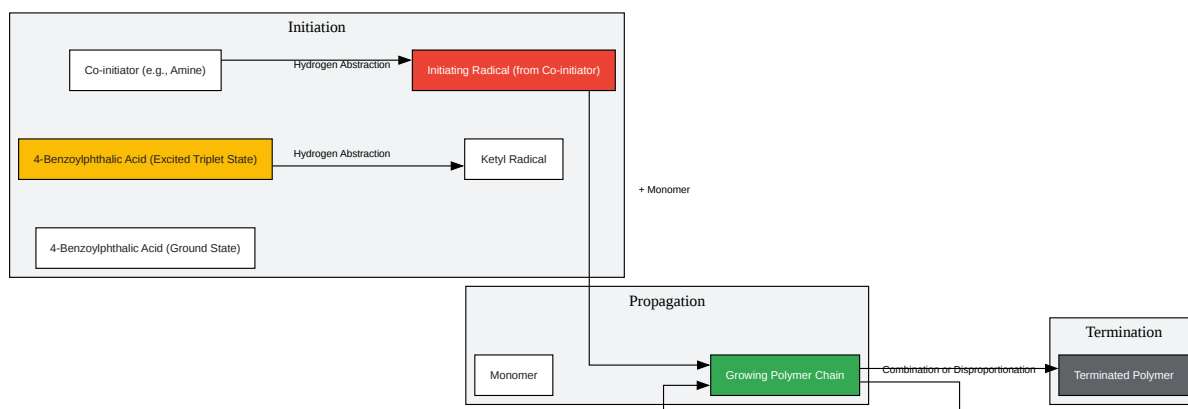 Initiation
Co-initiator (e.g., Amine)
Hydrogen Abstraction
Initiating Radical (from Co-initiator)
4-Benzoylphthalic Acid (Excited Triplet State)
Hydrogen Abstraction
Ketyl Radical
+ Monomer
4-Benzoylphthalic Acid (Ground State)
Propagation
Monomer
Growing Polymer Chain
Combination or Disproportionation
Termination
Terminated Polymer